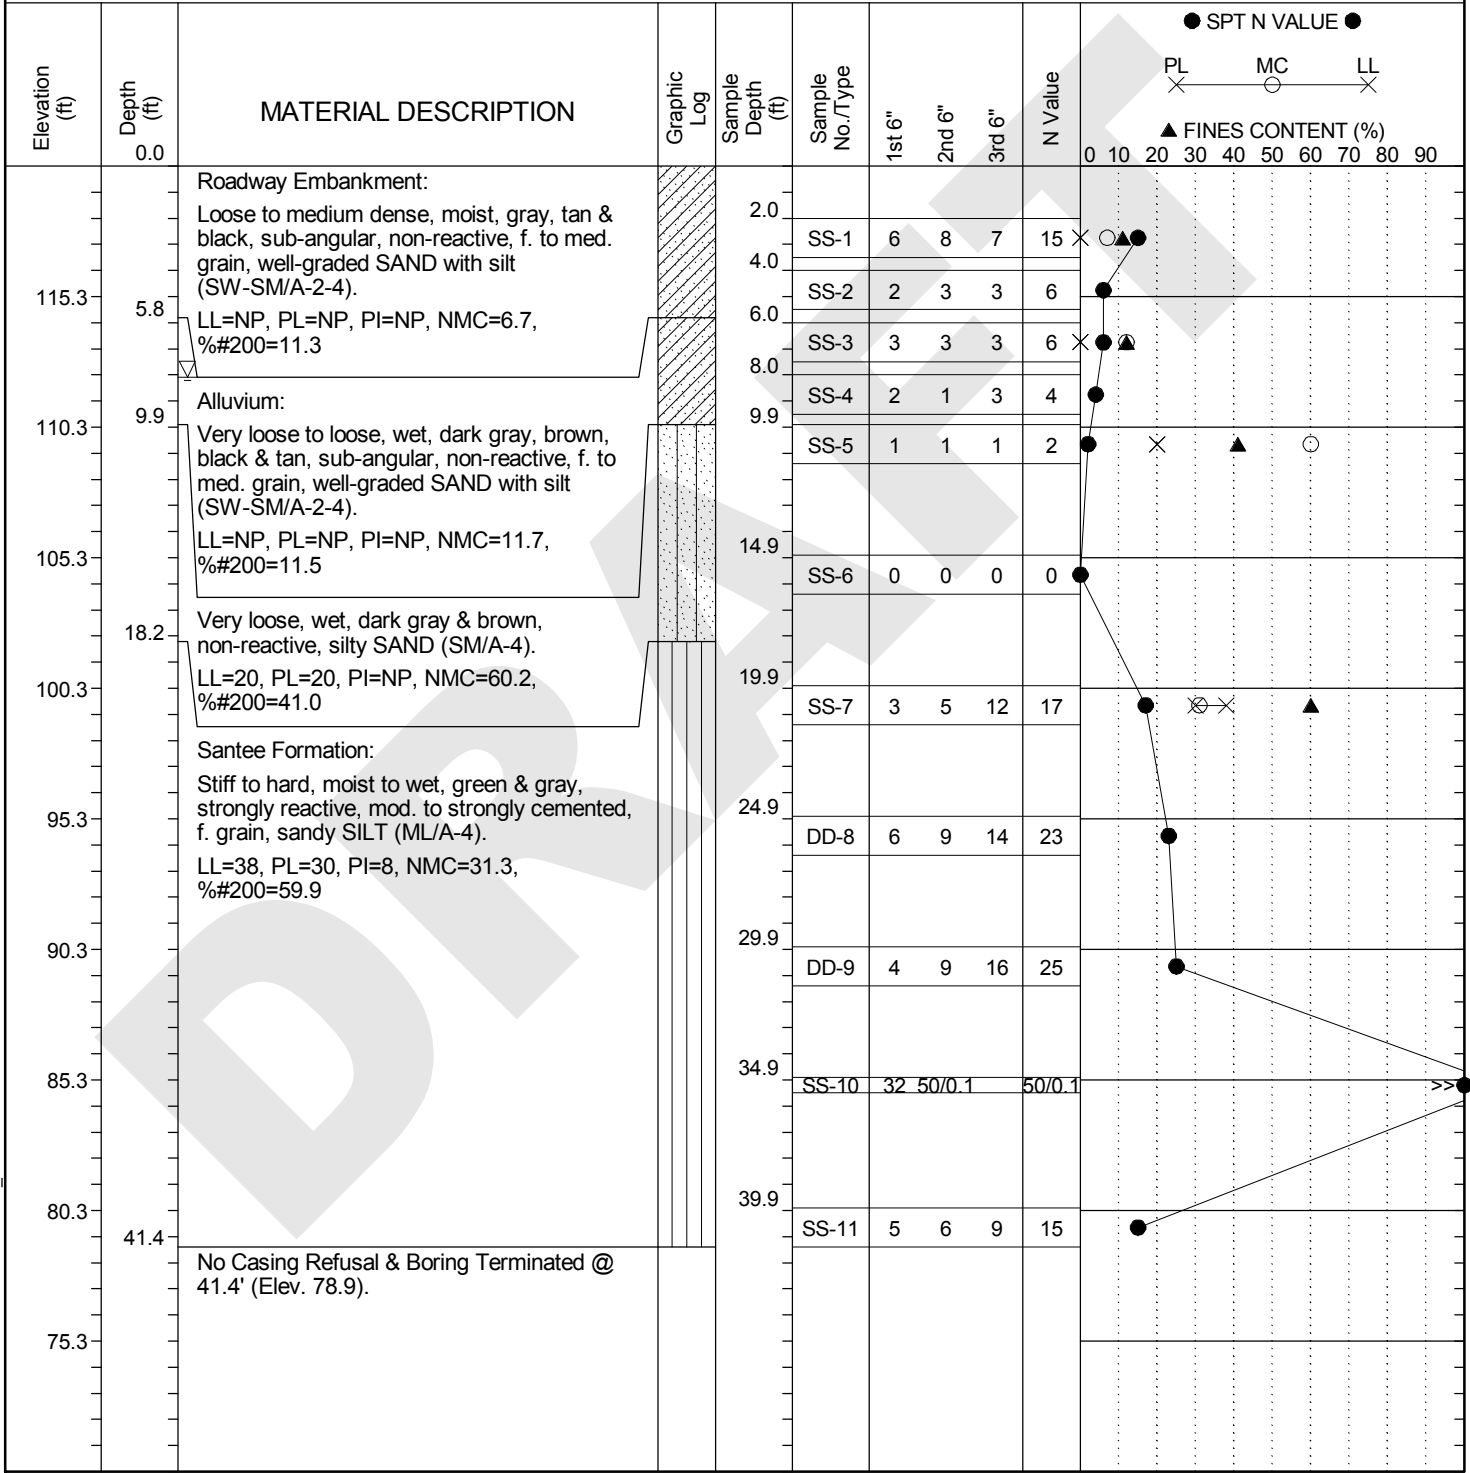 ● SPT N VALUE ●
PL MC LL
▲ FINES CONTENT (%)
0 10 20 30 40 50 60 70 80 90
Elevation
(ft)
Depth
(ft)
0.0
MATERIAL DESCRIPTION
Graphic
Log
Sample
Depth
(ft)
Sample
No./Type
1st 6"
2nd 6"
3rd 6"
N Value
Roadway Embankment:
Loose to medium dense, moist, gray, tan &
black, sub-angular, non-reactive, f. to med.
grain, well-graded SAND with silt
(SW-SM/A-2-4).
LL=NP, PL=NP, PI=NP, NMC=6.7,
%#200=11.3
Alluvium:
Very loose to loose, wet, dark gray, brown,
black & tan, sub-angular, non-reactive, f. to
med. grain, well-graded SAND with silt
(SW-SM/A-2-4).
LL=NP, PL=NP, PI=NP, NMC=11.7,
%#200=11.5
Very loose, wet, dark gray & brown,
non-reactive, silty SAND (SM/A-4).
LL=20, PL=20, PI=NP, NMC=60.2,
%#200=41.0
Santee Formation:
Stiff to hard, moist to wet, green & gray,
strongly reactive, mod. to strongly cemented,
f. grain, sandy SILT (ML/A-4).
LL=38, PL=30, PI=8, NMC=31.3,
%#200=59.9
No Casing Refusal & Boring Terminated @
41.4' (Elev. 78.9).
115.3
110.3
105.3
100.3
95.3
90.3
85.3
80.3
75.3
5.8
9.9
18.2
41.4
2.0
SS-1 6 8 7 15
4.0
SS-2 2 3 3 6
6.0
SS-3 3 3 3 6
8.0
SS-4 2 1 3 4
9.9
SS-5 1 1 1 2
14.9
SS-6 0 0 0 0
19.9
SS-7 3 5 12 17
24.9
DD-8 6 9 14 23
29.9
DD-9 4 9 16 25
34.9
SS-10 32 50/0.1 50/0.1 >>
39.9
SS-11 5 6 9 15
DRAFT